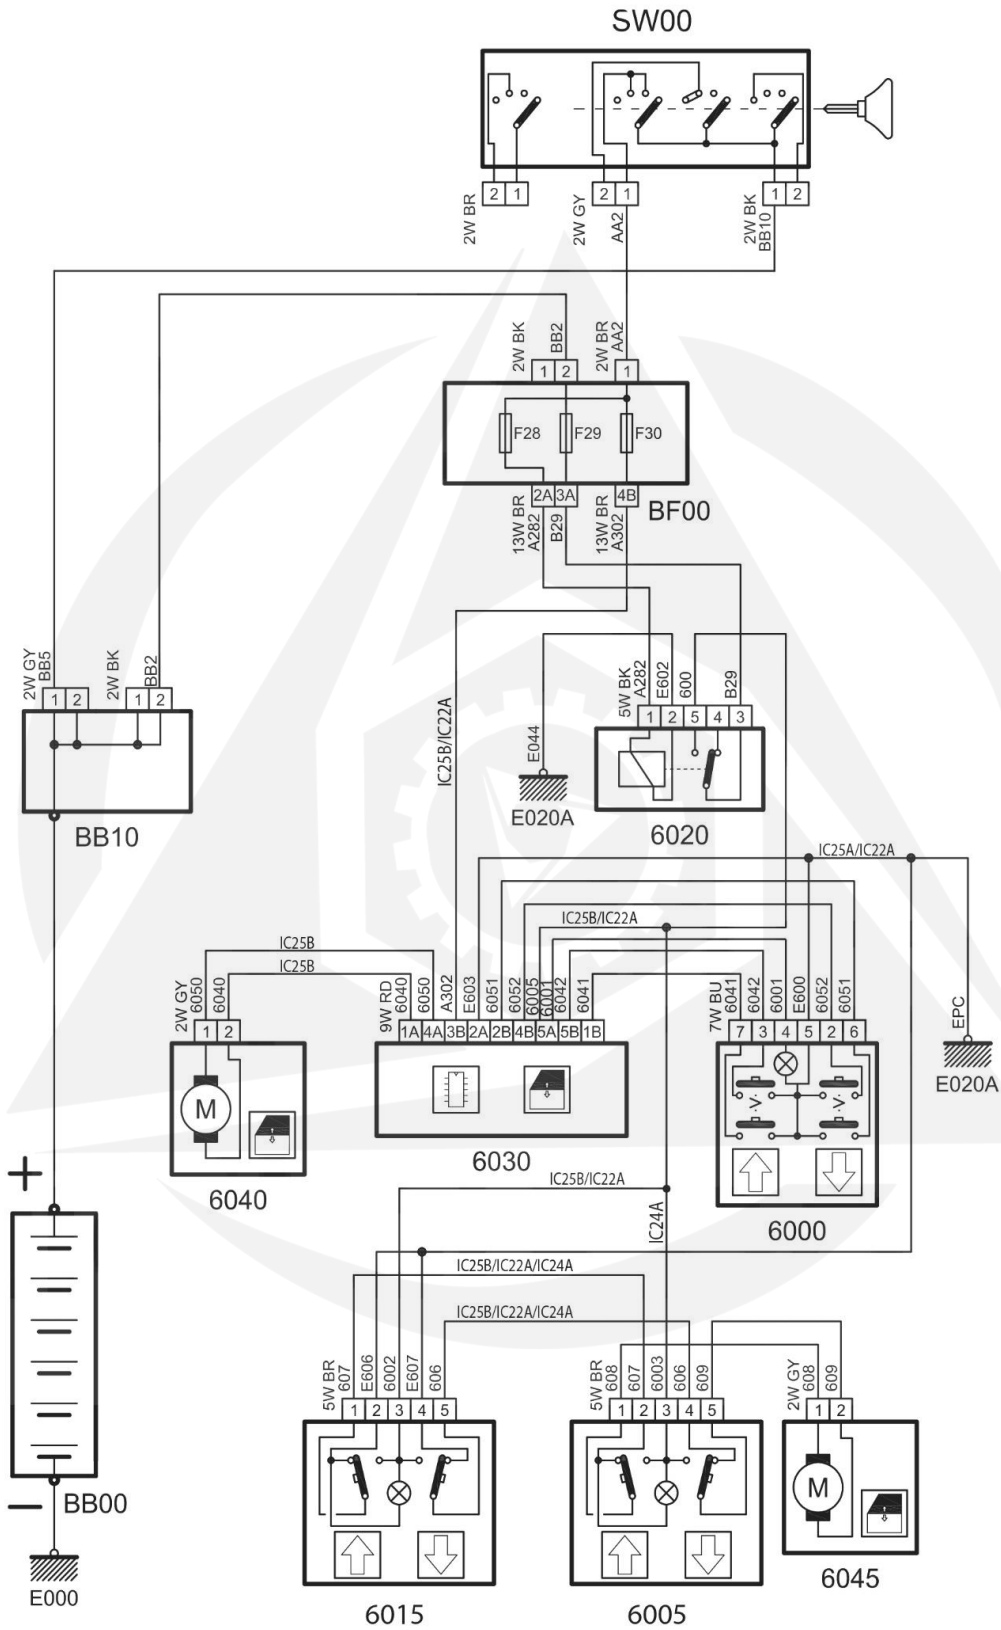 SW00
2 1
2 1
1 2
2W BR
2W GY
AA2
2W BK
BB10
2W BK
BB2
2W BR
AA2
1 2
1
F28
F29
F30
2A 3A
4B
BF00
13W BR
A282
B29
13W BR
A302
2W GY
BB5
2W BK
BB2
1 2
1 2
BB10
IC25B/IC22A
E044
E020A
5W BK
A282
E602
600
B29
1 2 5 4 3
6020
IC25A/IC22A
IC25B/IC22A
IC25B
IC25B
2W GY
6050
6040
1 2
M
6040
9W RD
6040
6050
A302
E603
6051
6052
6005
6001
6042
6041
1A 4A 3B 2A 2B 4B 5A 5B 1B
6030
7W BU
6041
6042
6001
E600
6052
6051
7 3 4 5 2 6
V
V
6000
EPC
E020A
IC25B/IC22A
IC24A
IC25B/IC22A/IC24A
IC25B/IC22A/IC24A
+
–
BB00
E000
5W BR
607
E606
6002
E607
606
1 2 3 4 5
6015
5W BR
608
607
6003
606
609
1 2 3 4 5
6005
2W GY
608
609
1 2
M
6045